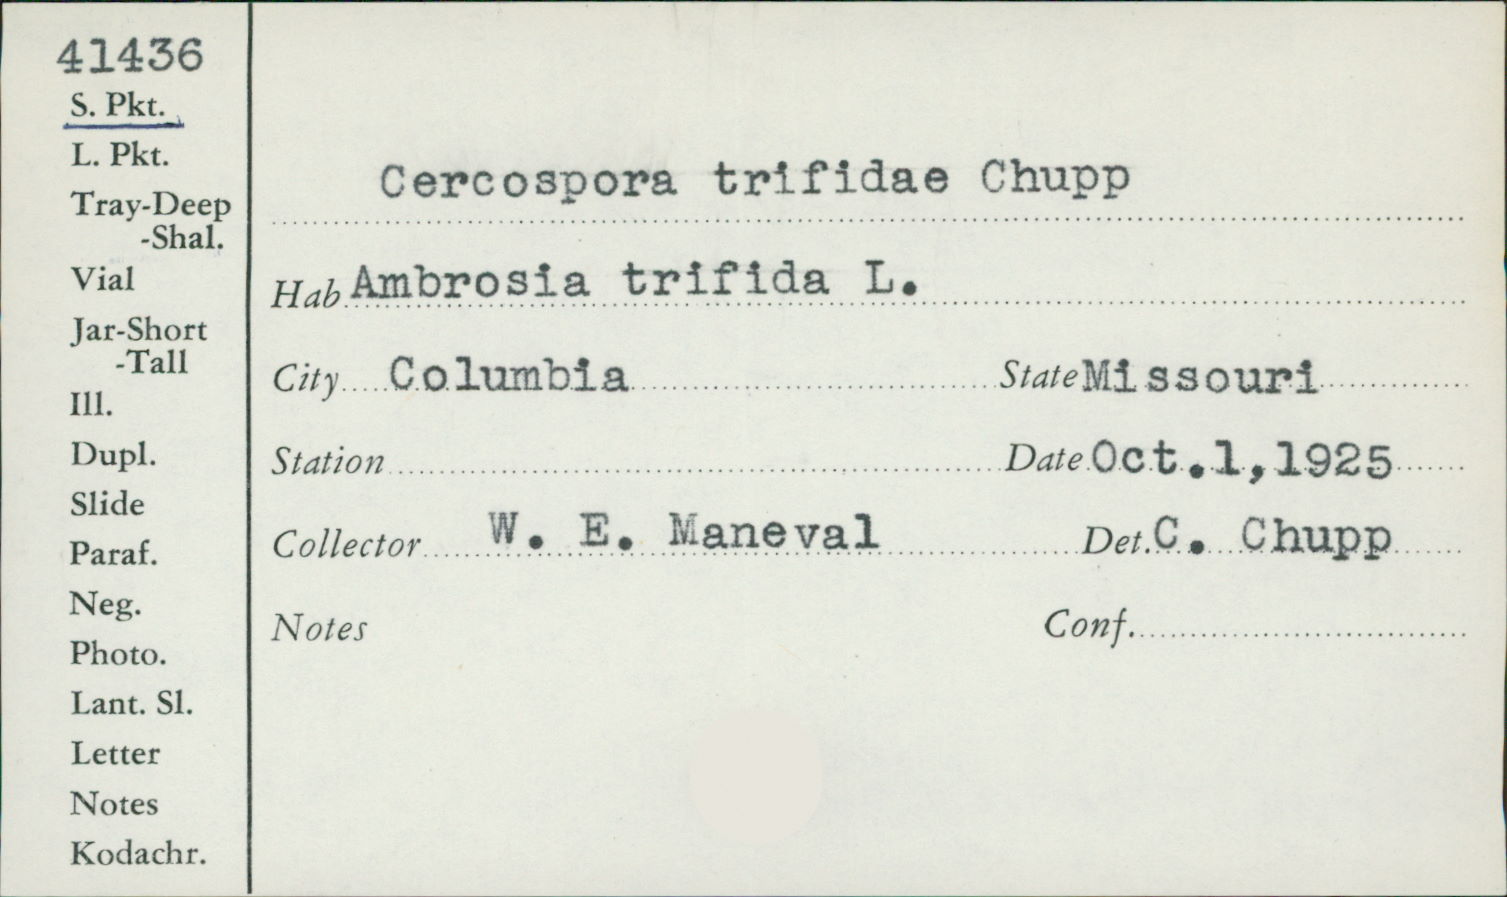 41436
S. Pkt.
L. Pkt.
Tray-Deep
-Shal.
Vial
Jar-Short
-Tall
Ill.
Dupl.
Slide
Paraf.
Neg.
Photo.
Lant. Sl.
Letter
Notes
Kodachr.
Cercospora trifidae Chupp
Hab Ambrosia trifida L.
City Columbia State Missouri
Station Date Oct.1,1925
Collector W. E. Maneval Det. C. Chupp
Notes Conf.